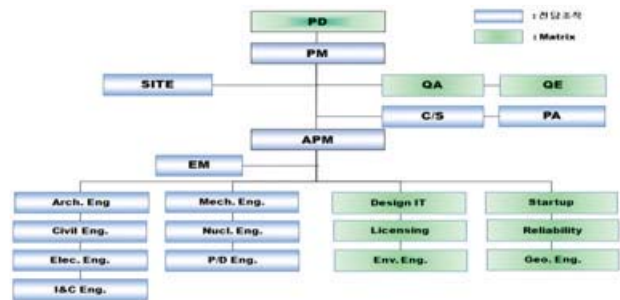 PD
: 전담조직
PM
: Matrix
SITE
QA
QE
C/S
PA
APM
EM
Arch. Eng
Mech. Eng.
Design IT
Startup
Civil Eng.
Nucl. Eng.
Licensing
Reliability
Elec. Eng.
P/D Eng.
Env. Eng.
Geo. Eng.
I&C Eng.